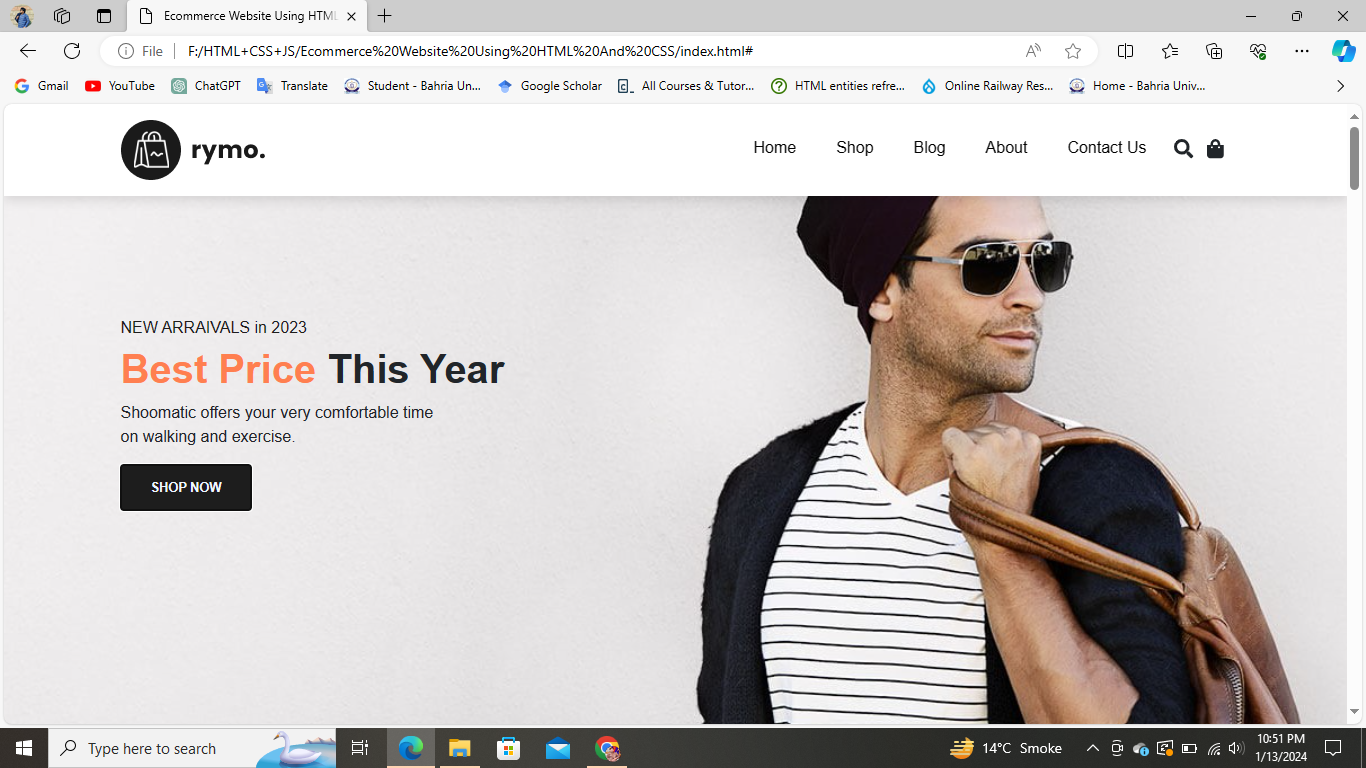 Ecommerce Website Using HTML
File
F:/HTML+CSS+JS/Ecommerce%20Website%20Using%20HTML%20And%20CSS/index.html#
Gmail
YouTube
ChatGPT
Translate
Student - Bahria Un...
Google Scholar
All Courses & Tutor...
HTML entities refre...
Online Railway Res...
Home - Bahria Univ...
rymo.
Home
Shop
Blog
About
Contact Us
NEW ARRAIVALS in 2023
Best Price This Year
Shoomatic offers your very comfortable time
on walking and exercise.
SHOP NOW
Type here to search
14°C Smoke
10:51 PM
1/13/2024